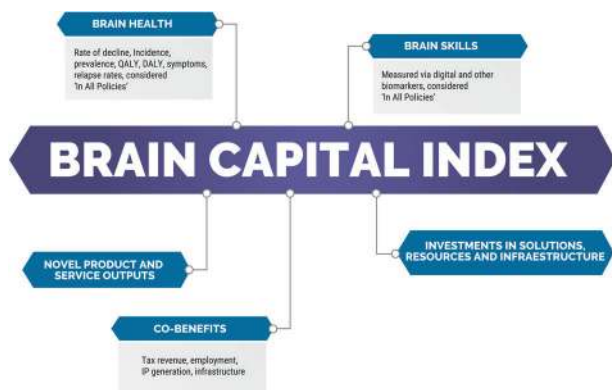 BRAIN HEALTH
Rate of decline, Incidence,
prevalence, QALY, DALY, symptoms,
relapse rates, considered
'In All Policies'
BRAIN SKILLS
Measured via digital and other
biomarkers, considered
'In All Policies'
BRAIN CAPITAL INDEX
NOVEL PRODUCT AND
SERVICE OUTPUTS
INVESTMENTS IN SOLUTIONS,
RESOURCES AND INFRAESTRUCTURE
CO-BENEFITS
Tax revenue, employment,
IP generation, infrastructure